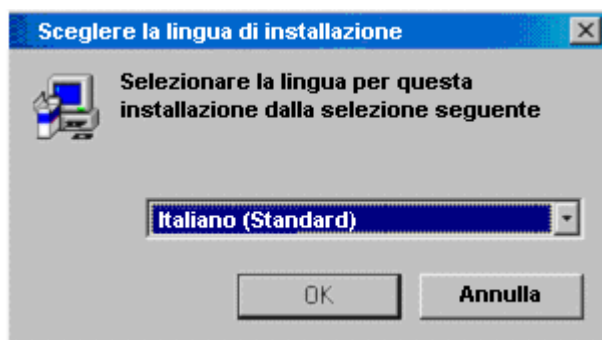 Sceglere la lingua di installazione
Selezionare la lingua per questa
installazione dalla selezione seguente
Italiano (Standard)
OK
Annulla